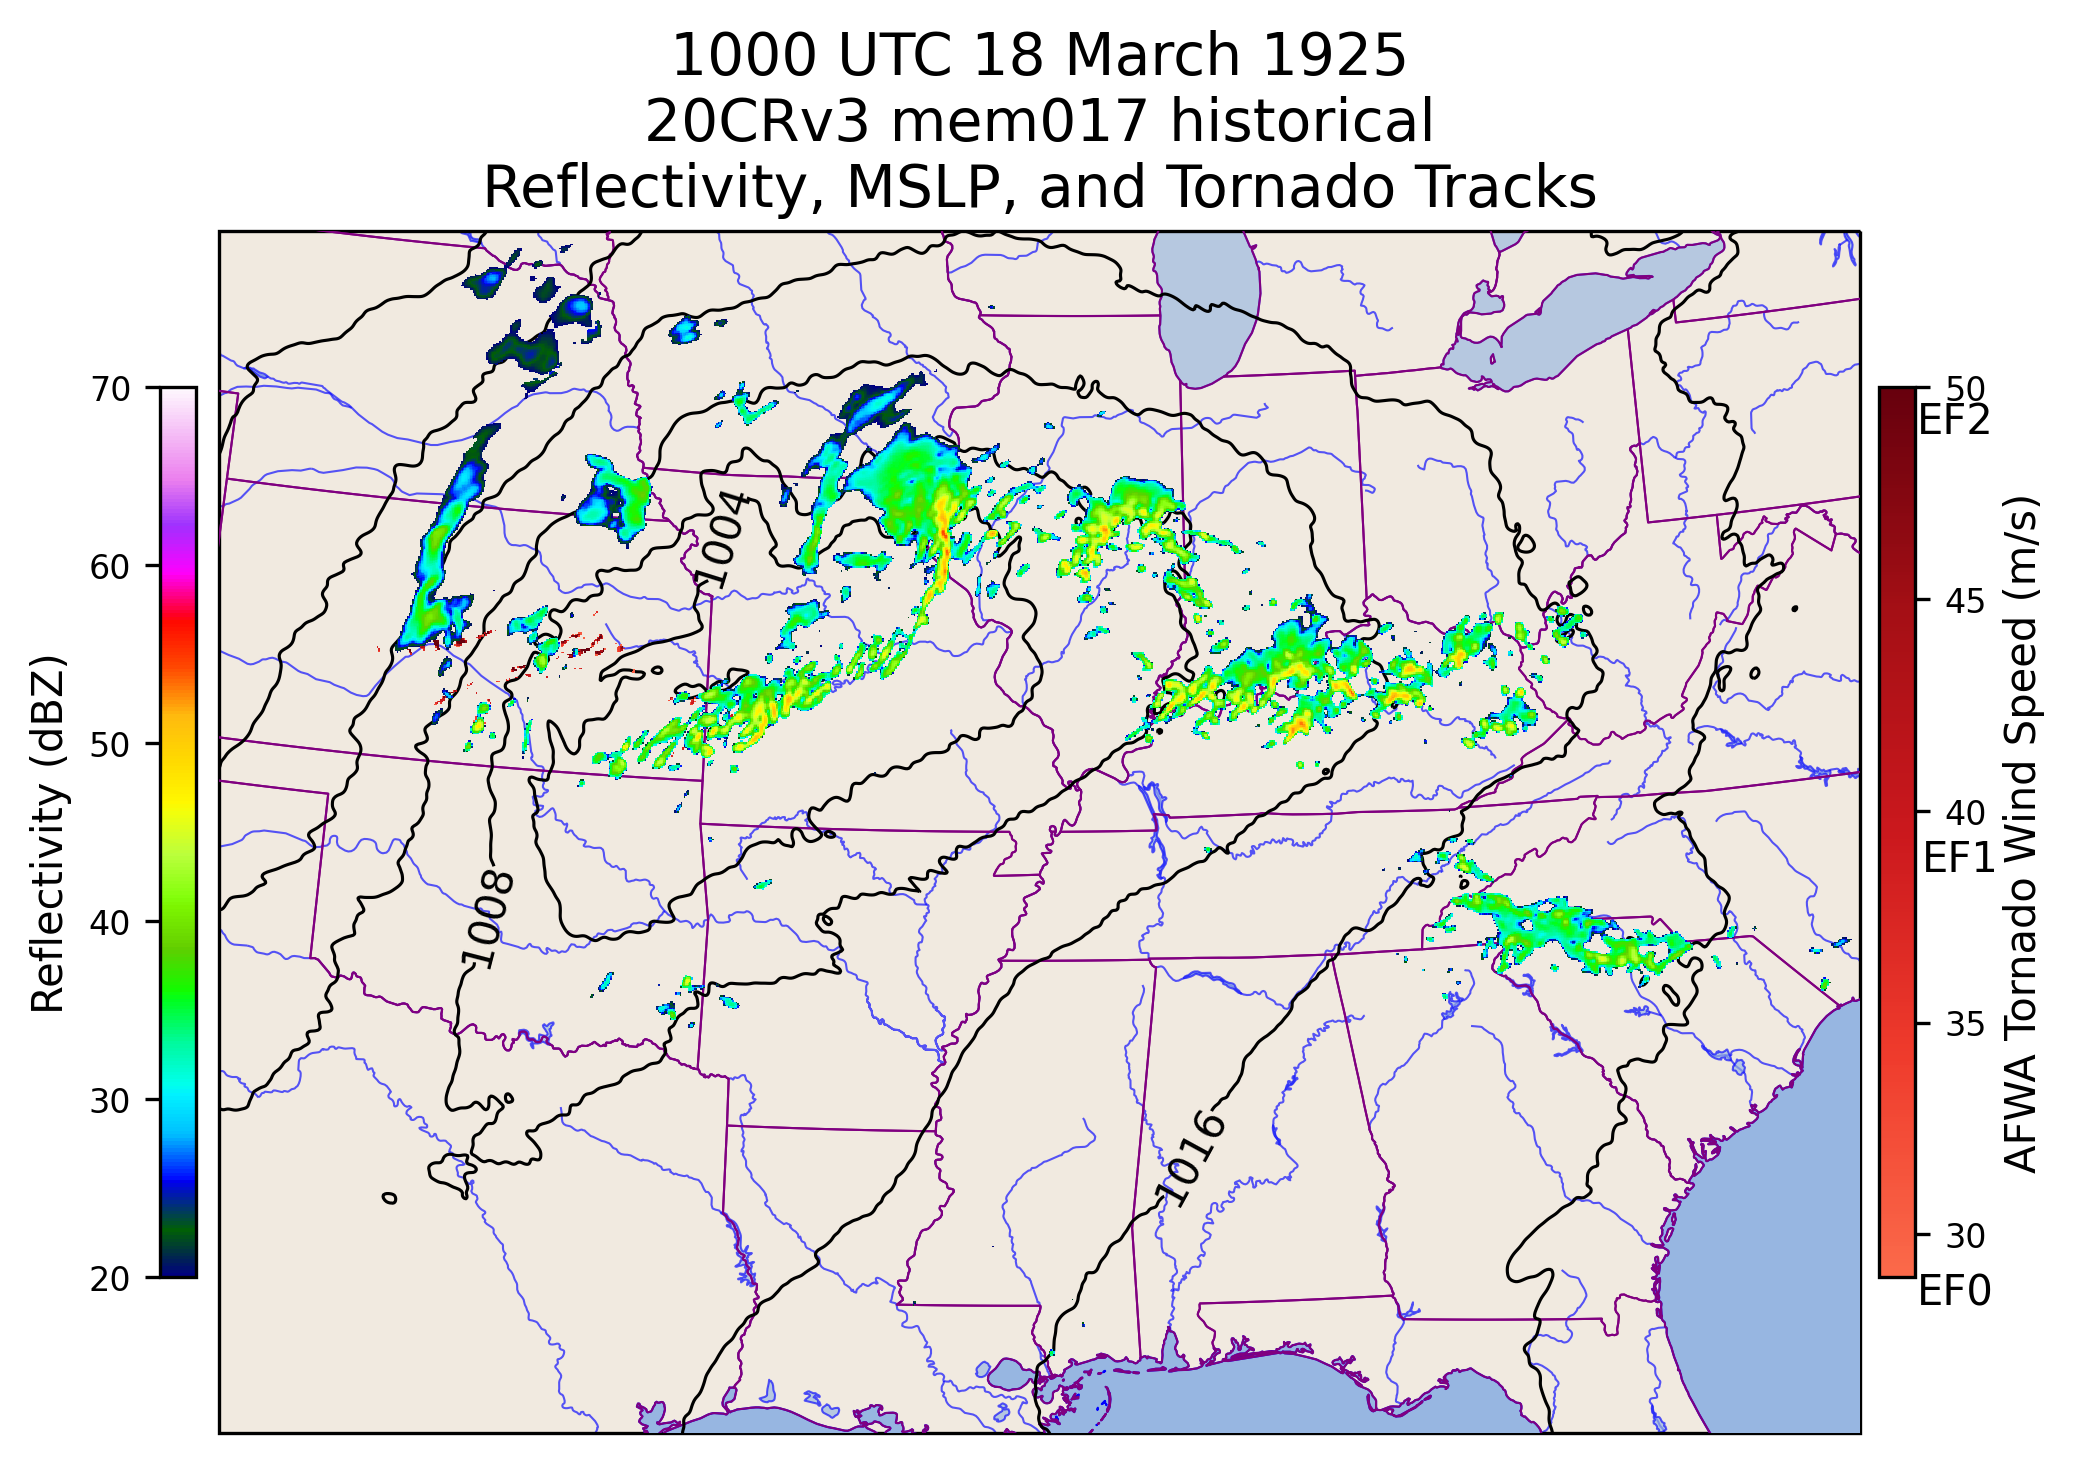 1000 UTC 18 March 1925
20CRv3 mem017 historical
Reflectivity, MSLP, and Tornado Tracks
70
60
50
40
30
20
Reflectivity (dBZ)
1004
1008
1016
50
EF2
45
40
EF1
35
30
EF0
AFWA Tornado Wind Speed (m/s)